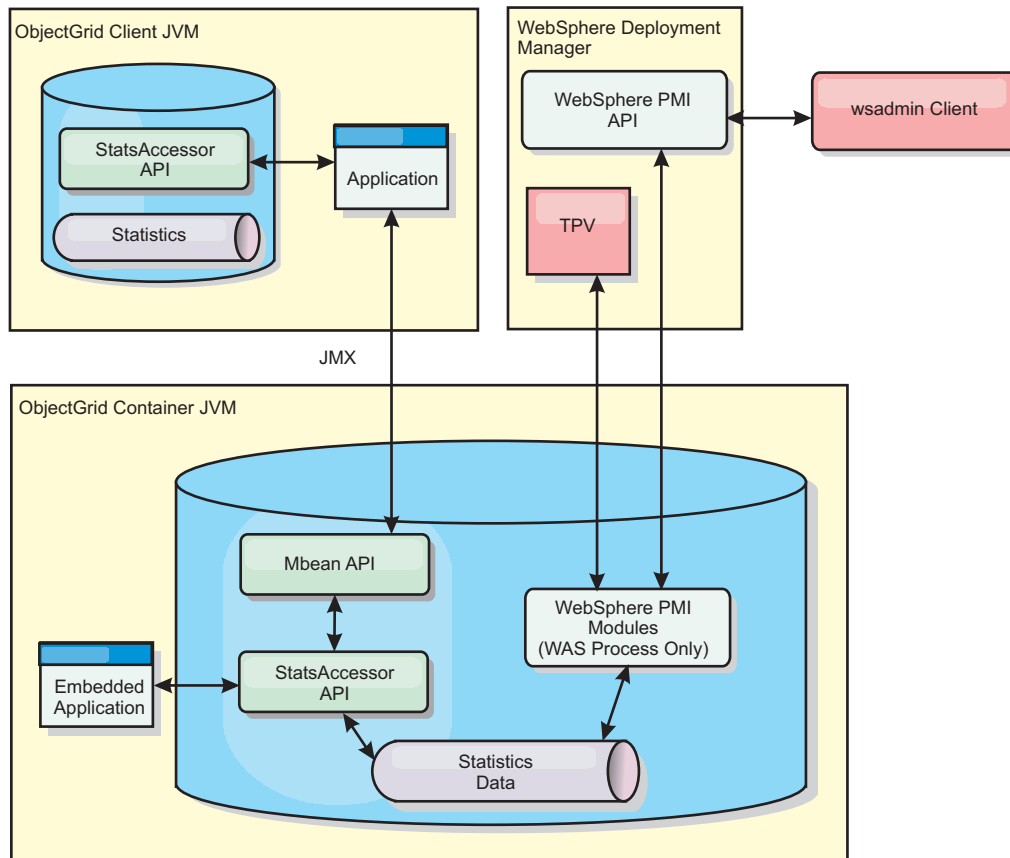 ObjectGrid Client JVM
StatsAccessor
API
Statistics
Application
WebSphere Deployment
Manager
WebSphere PMI
API
TPV
wsadmin Client
JMX
ObjectGrid Container JVM
Mbean API
StatsAccessor
API
Embedded
Application
WebSphere PMI
Modules
(WAS Process Only)
Statistics
Data